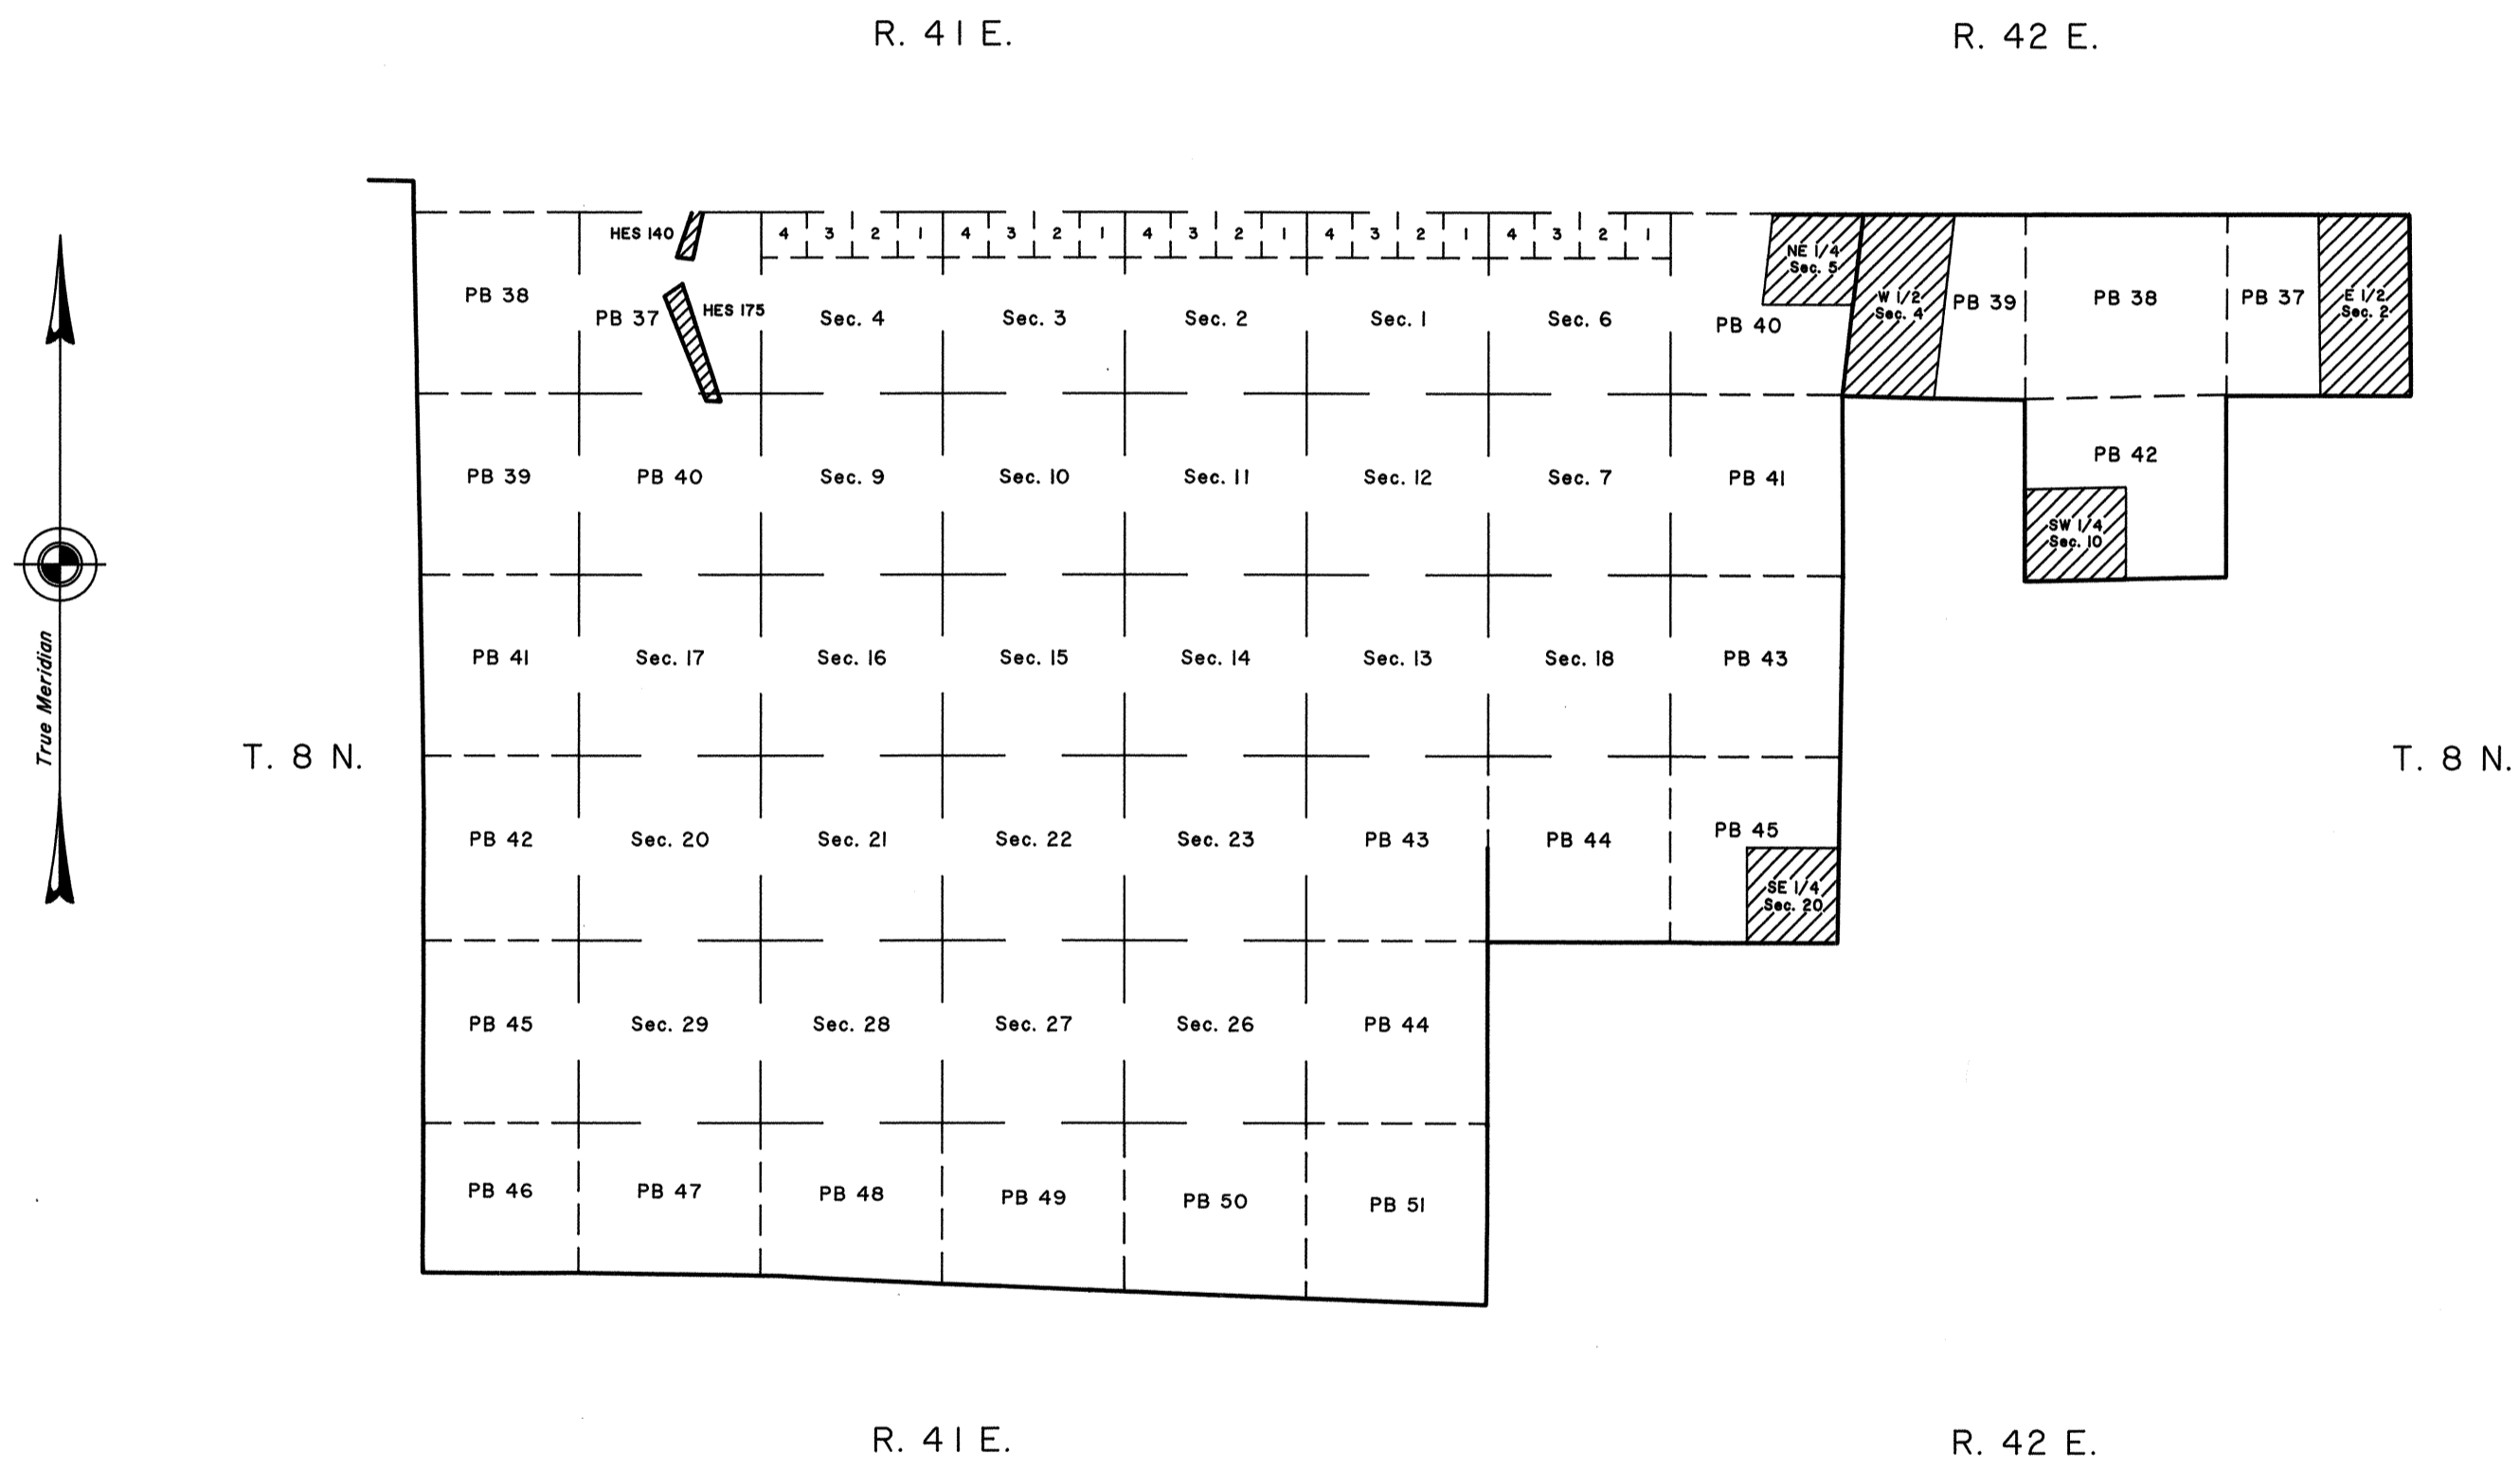 R. 41 E.
R. 42 E.
HES 140
4 3 2 1 4 3 2 1 4 3 2 1 4 3 2 1 4 3 2 1
NE 1/4
Sec. 5
PB 38
PB 37
HES 175
Sec. 4
Sec. 3
Sec. 2
Sec. 1
Sec. 6
PB 40
W 1/2
Sec. 4
PB 39
PB 38
PB 37
E 1/2
Sec. 2
PB 39
PB 40
Sec. 9
Sec. 10
Sec. 11
Sec. 12
Sec. 7
PB 41
PB 42
SW 1/4
Sec. 10
True Meridian
PB 41
Sec. 17
Sec. 16
Sec. 15
Sec. 14
Sec. 13
Sec. 18
PB 43
T. 8 N.
T. 8 N.
PB 42
Sec. 20
Sec. 21
Sec. 22
Sec. 23
PB 43
PB 44
PB 45
SE 1/4
Sec. 20
PB 45
Sec. 29
Sec. 28
Sec. 27
Sec. 26
PB 44
PB 46
PB 47
PB 48
PB 49
PB 50
PB 51
R. 41 E.
R. 42 E.